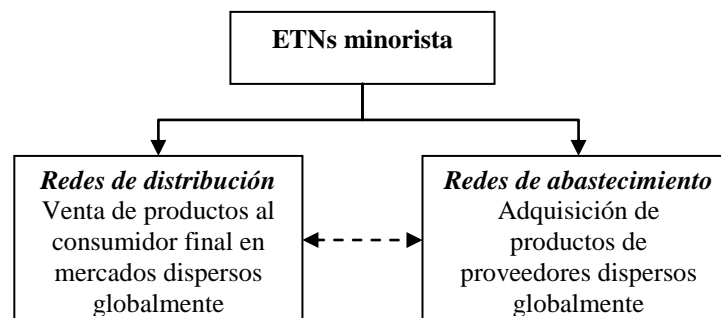 ETNs minorista
Redes de distribución
Venta de productos al
consumidor final en
mercados dispersos
globalmente
Redes de abastecimiento
Adquisición de
productos de
proveedores dispersos
globalmente